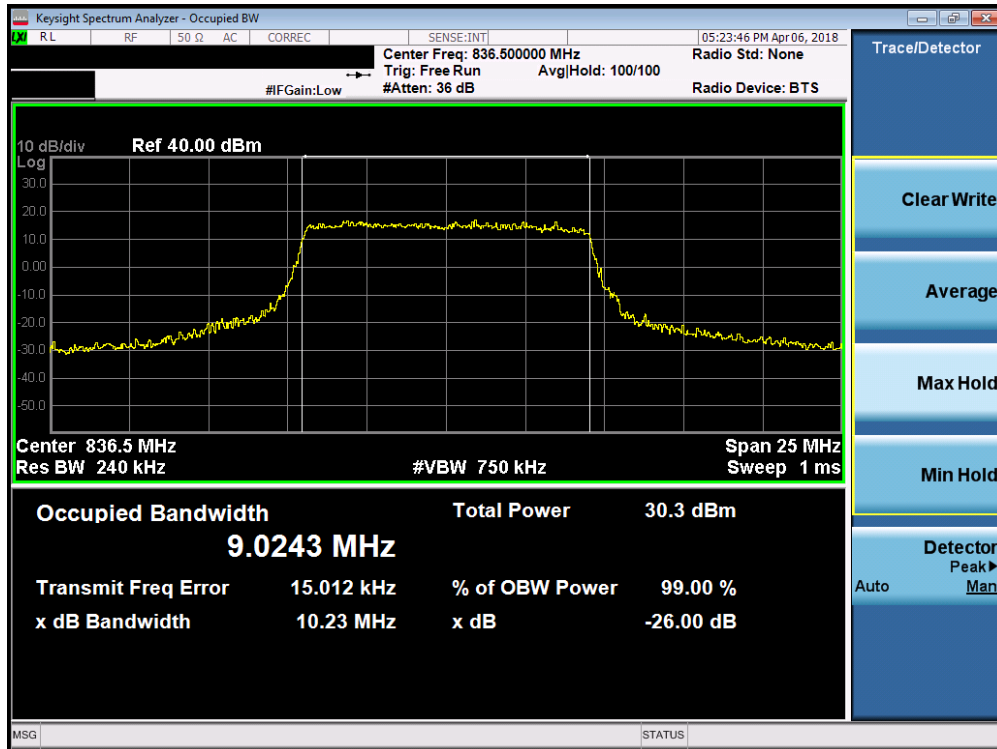 Keysight Spectrum Analyzer - Occupied BW
LXI RL RF 50 Ω AC CORREC SENSE:INT 05:23:46 PM Apr 06, 2018
Center Freq: 836.500000 MHz Radio Std: None
Trig: Free Run Avg|Hold: 100/100
#IFGain:Low #Atten: 36 dB Radio Device: BTS
10 dB/div Ref 40.00 dBm
Log
30.0
20.0
10.0
0.00
-10.0
-20.0
-30.0
-40.0
-50.0
Center 836.5 MHz Span 25 MHz
Res BW 240 kHz #VBW 750 kHz Sweep 1 ms
Occupied Bandwidth Total Power 30.3 dBm
9.0243 MHz
Transmit Freq Error 15.012 kHz % of OBW Power 99.00 %
x dB Bandwidth 10.23 MHz x dB -26.00 dB
MSG STATUS
Trace/Detector
Clear Write
Average
Max Hold
Min Hold
Detector
Peak▶
Auto Man